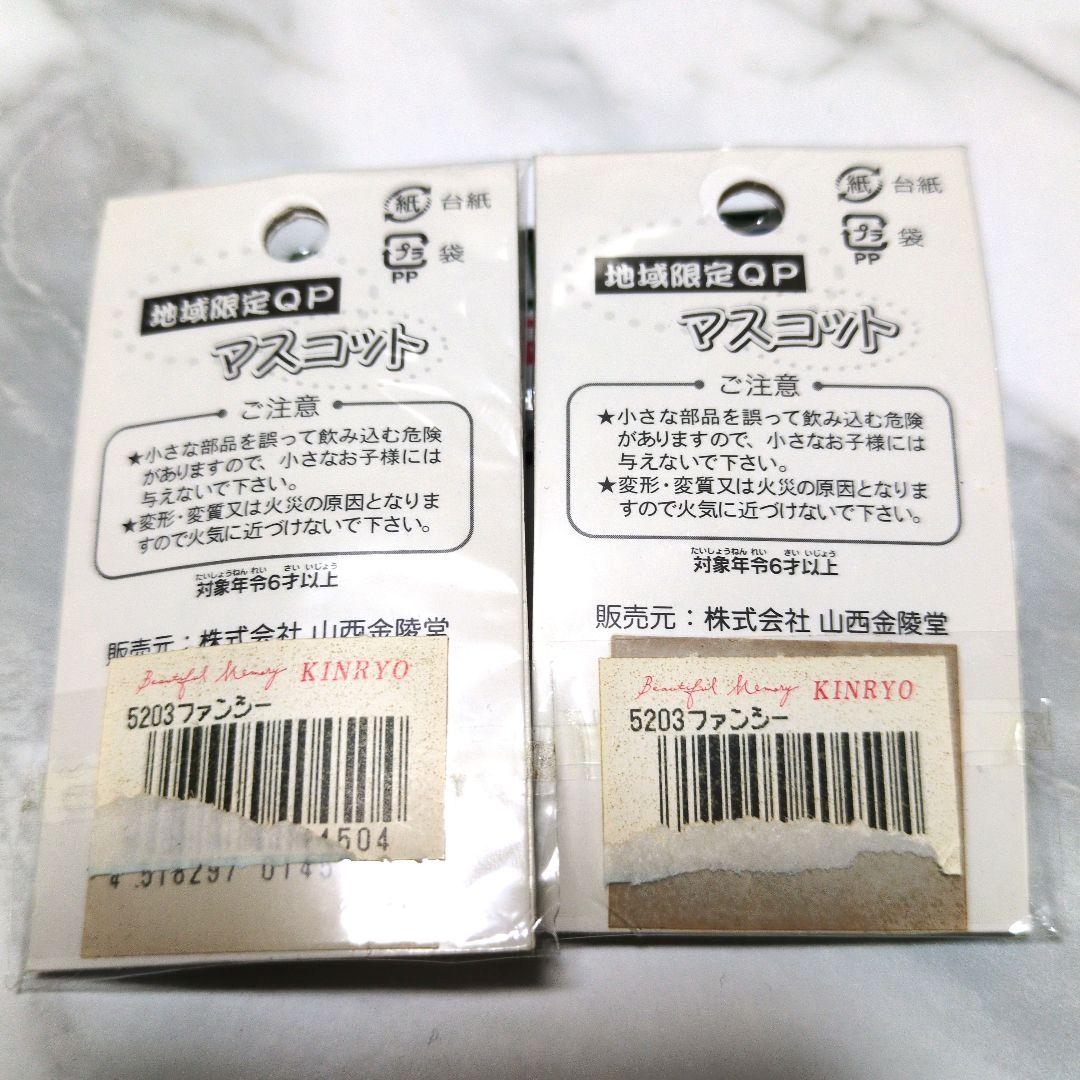 紙 台紙
プラ 袋
PP
地域限定QP
マスコット
ご注意
★小さな部品を誤って飲み込む危険
がありますので、小さなお子様には
与えないで下さい。
★変形・変質又は火災の原因となりま
すので火気に近づけないで下さい。
たいしょうねんれい さい いじょう
対象年令6才以上
販売元：株式会社 山西金陵堂
Beautiful Memory KINRYO
5203ファンシー
4504
4 518297 0145
紙 台紙
プラ 袋
PP
地域限定QP
マスコット
ご注意
★小さな部品を誤って飲み込む危険
がありますので、小さなお子様には
与えないで下さい。
★変形・変質又は火災の原因となりま
すので火気に近づけないで下さい。
たいしょうねんれい さい いじょう
対象年令6才以上
販売元：株式会社 山西金陵堂
Beautiful Memory KINRYO
5203ファンシー